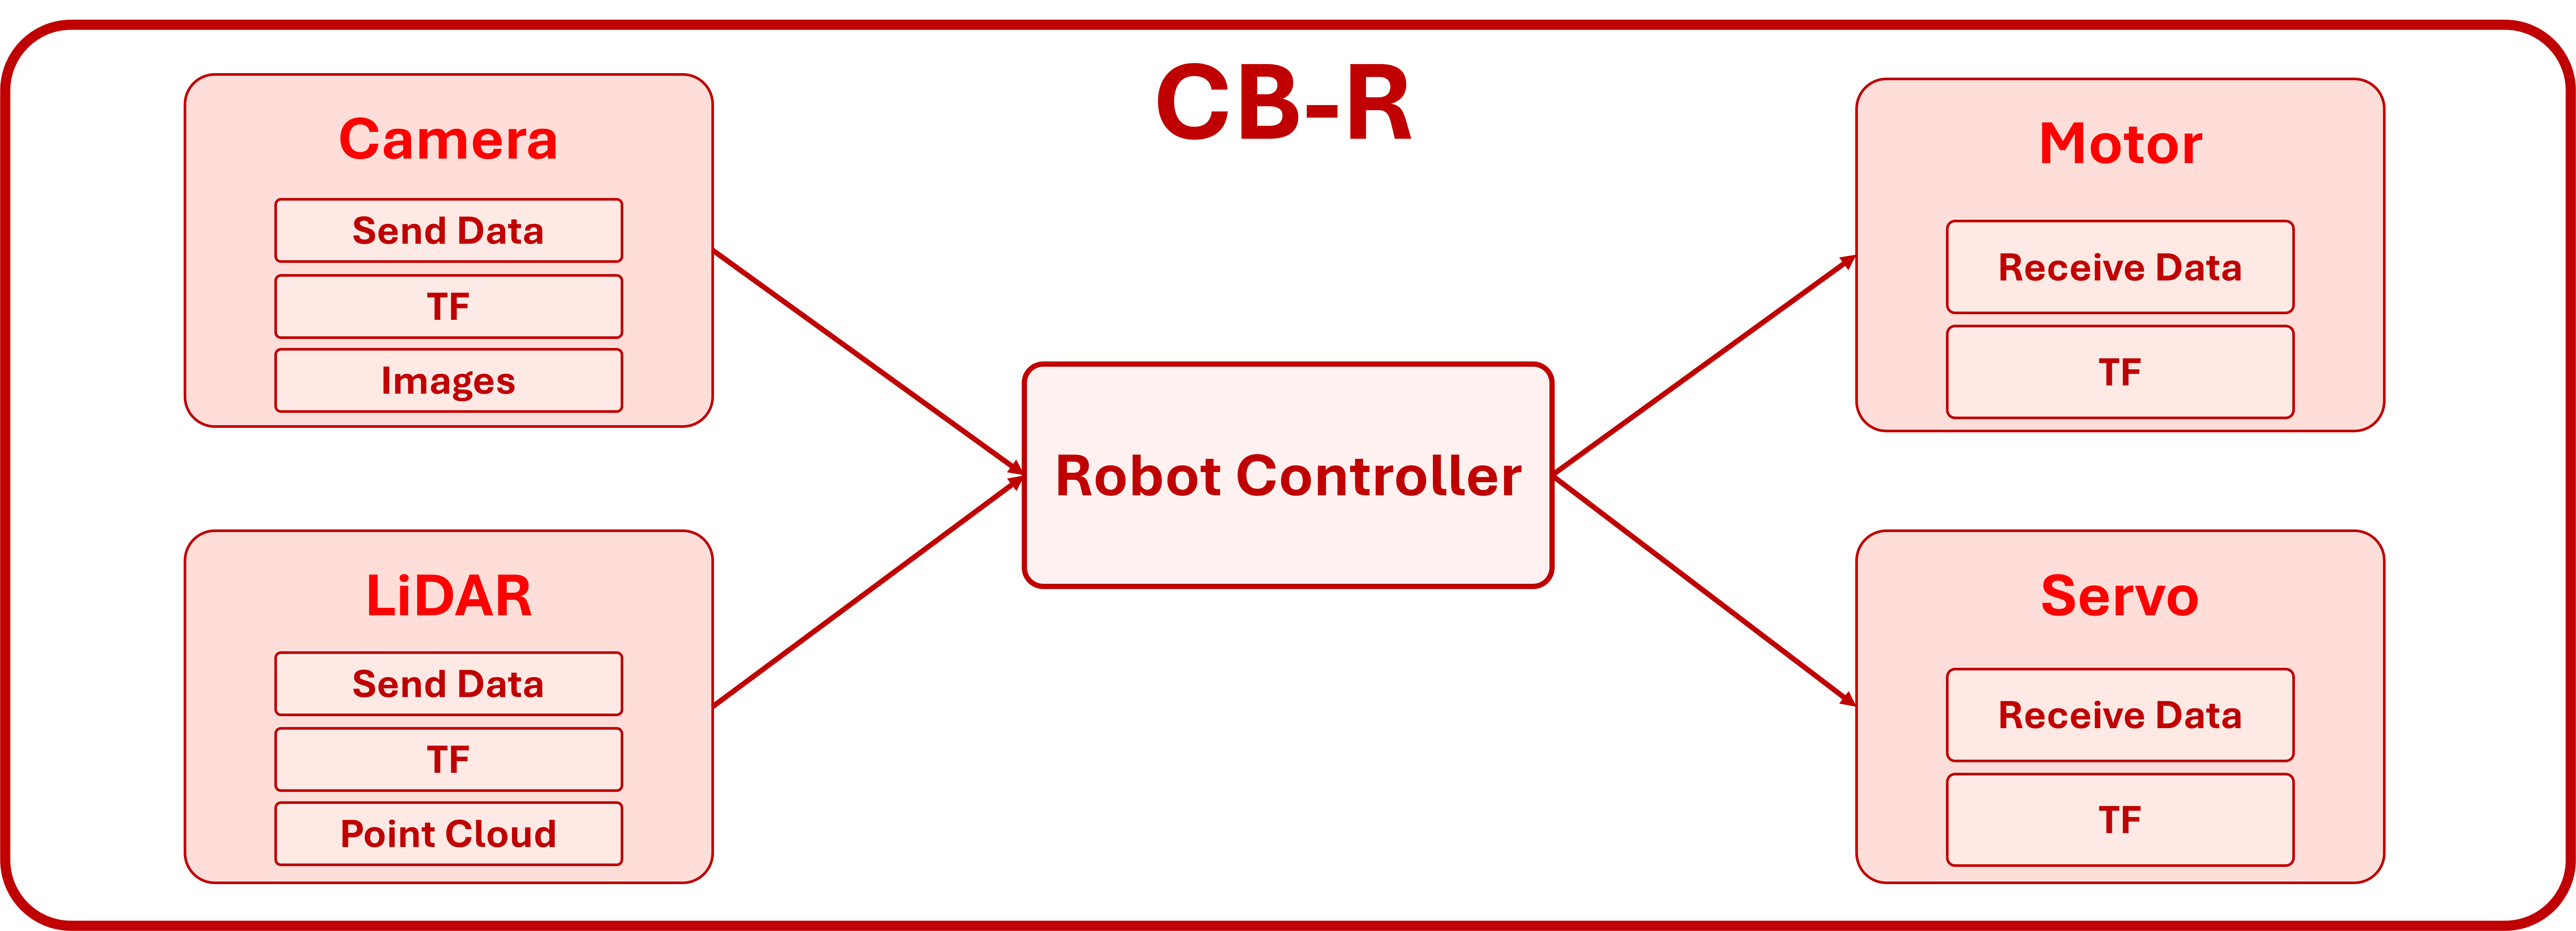 CB-R
Camera
Send Data
TF
Images
LiDAR
Send Data
TF
Point Cloud
Robot Controller
Motor
Receive Data
TF
Servo
Receive Data
TF